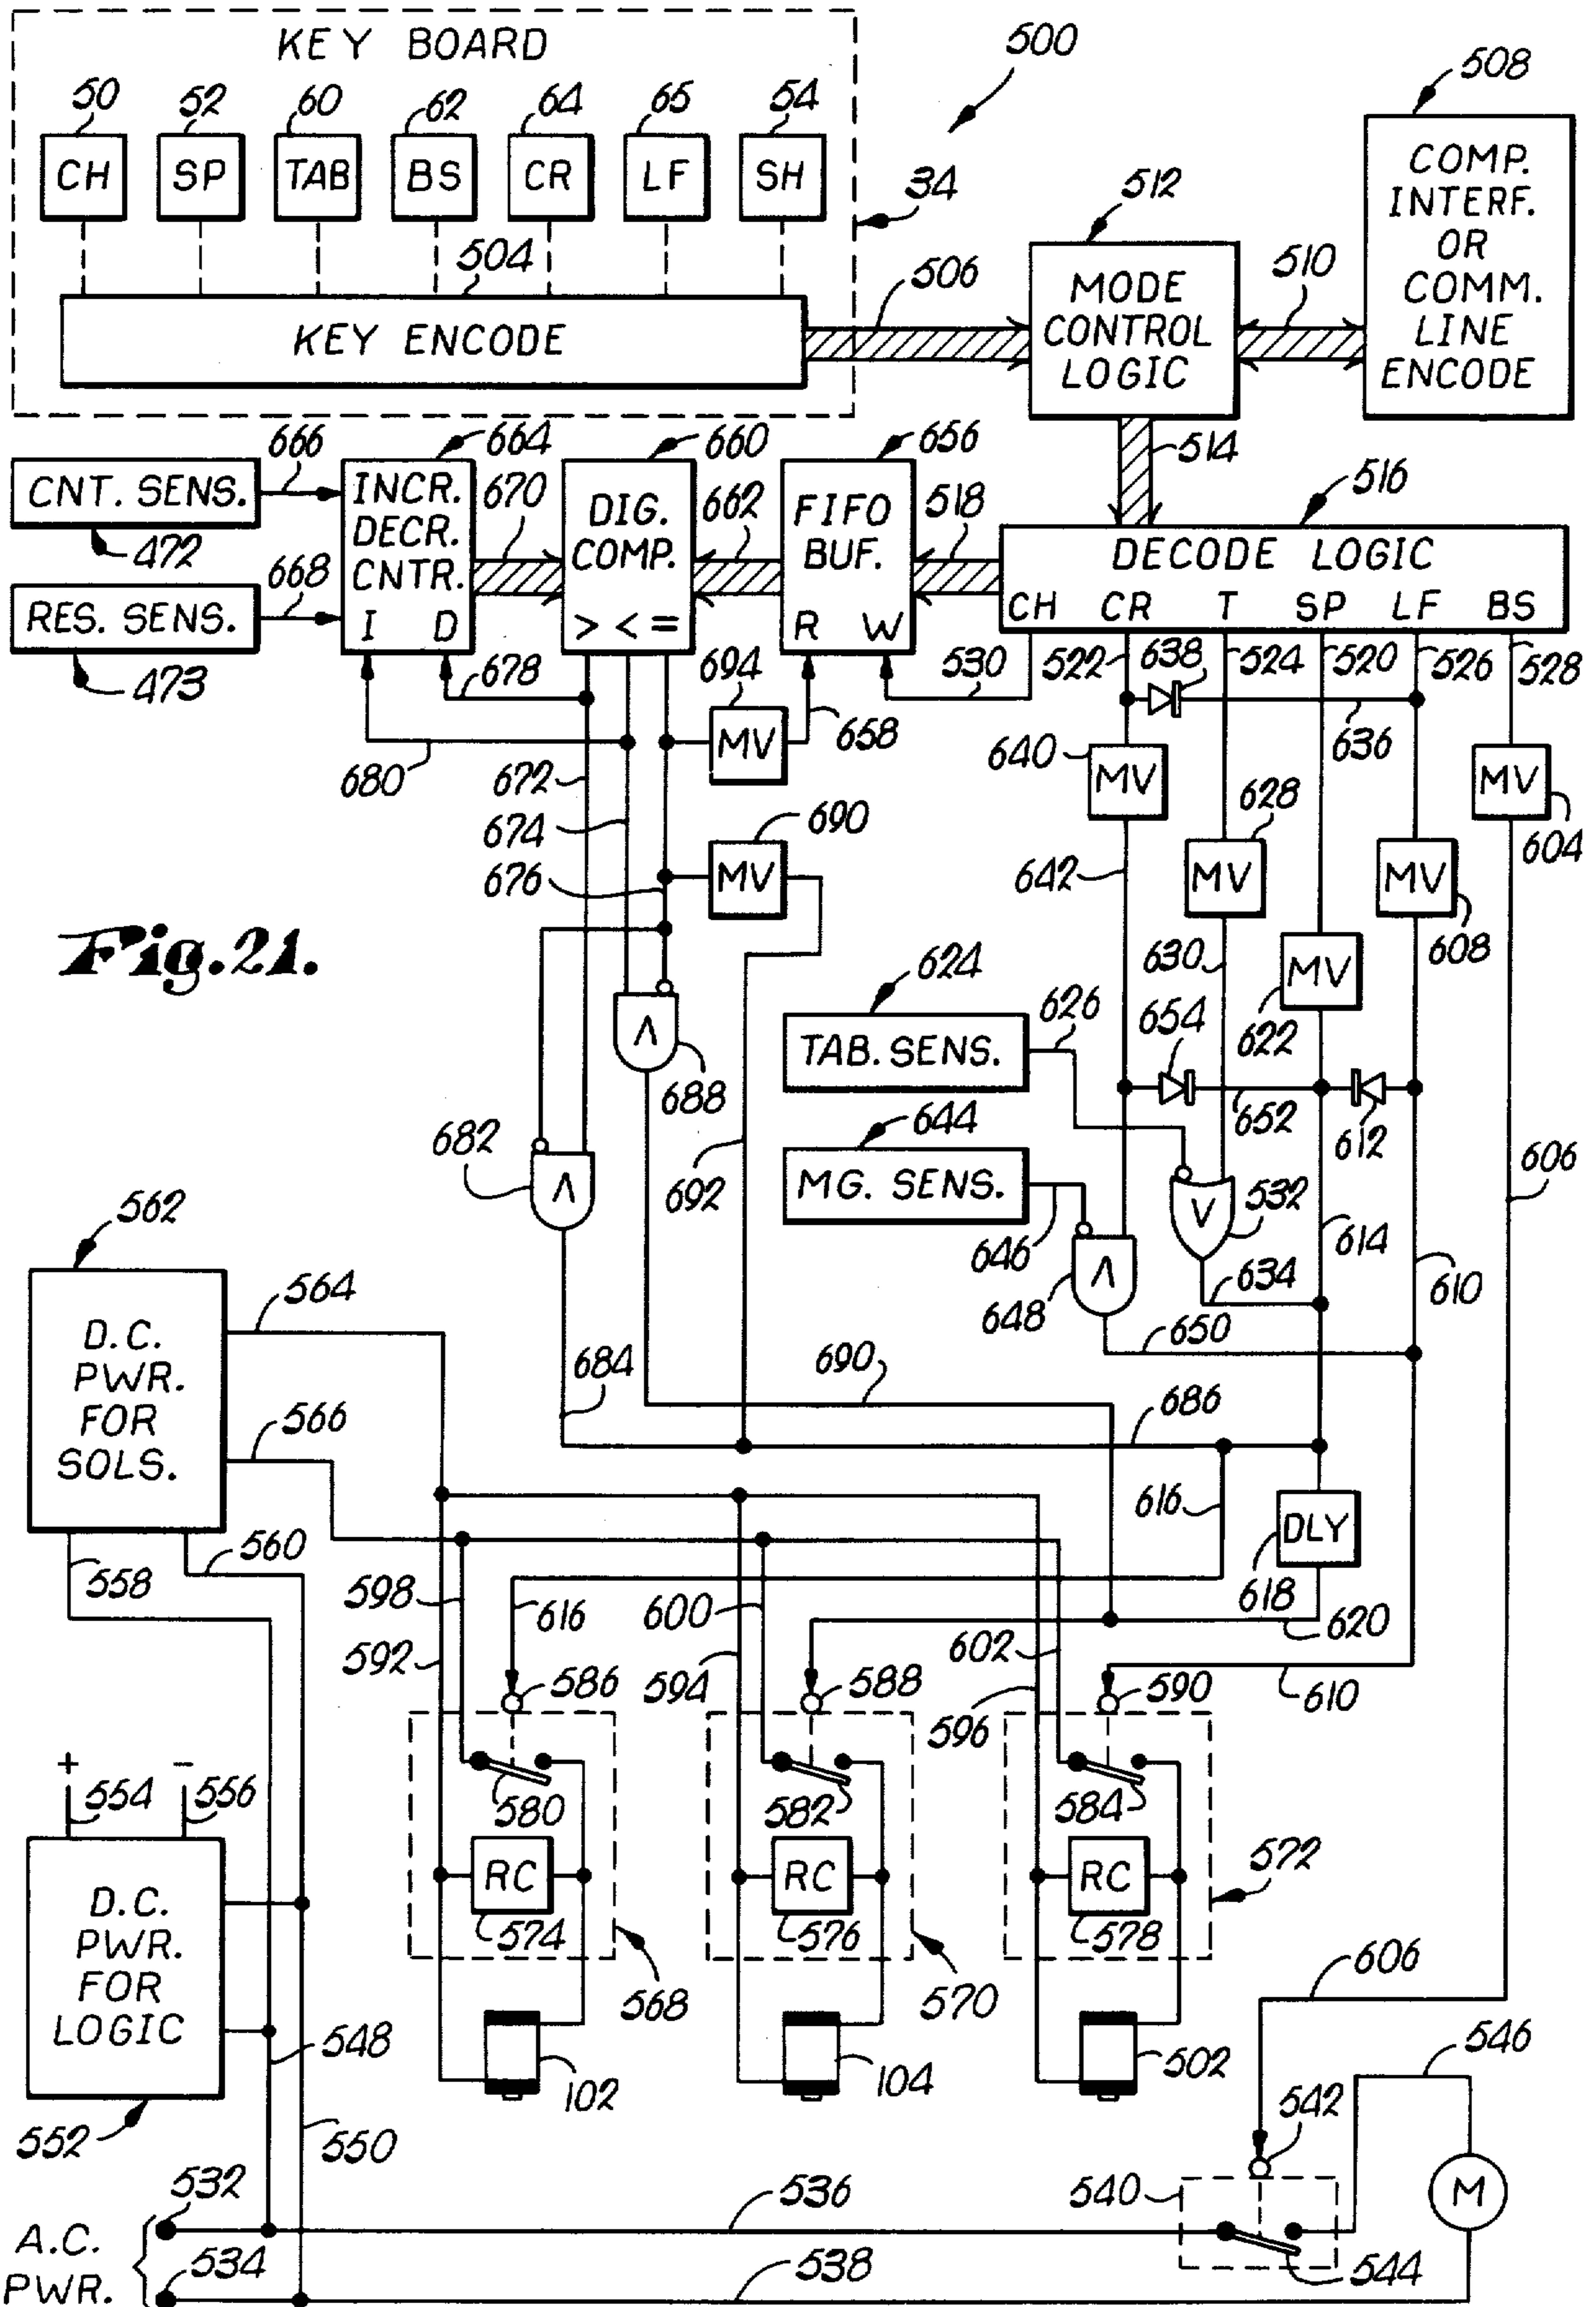 KEY BOARD
500
508
50
52
60
62
64
65
54
CH
SP
TAB
BS
CR
LF
SH
34
504
KEY ENCODE
506
512
MODE
CONTROL
LOGIC
510
COMP.
INTERF.
OR
COMM.
LINE
ENCODE
514
516
CNT. SENS.
472
666
RES. SENS.
473
668
664
INCR.
DECR.
CNTR.
I D
670
660
DIG.
COMP.
> < =
662
656
FIFO
BUF.
R W
518
DECODE LOGIC
CH CR T SP LF BS
678
680
672
674
676
694
MV
658
530
522
638
524
520
526
528
636
640
MV
628
MV
MV
604
690
MV
642
630
MV
622
MV
608
Fig.21.
624
TAB. SENS.
626
654
652
612
606
688
Λ
682
Λ
692
644
MG. SENS.
646
Λ
648
V
532
634
614
610
650
562
D.C.
PWR.
FOR
SOLS.
564
566
684
690
686
616
DLY
618
558
560
598
592
616
600
594
602
596
620
610
586
588
590
580
582
584
RC
574
RC
576
RC
578
572
568
570
102
104
502
+
-
554
556
D.C.
PWR.
FOR
LOGIC
552
548
550
606
546
542
540
544
M
532
A.C.
PWR.
534
536
538